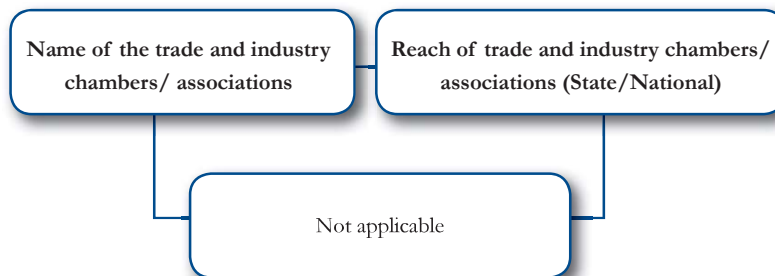 Name of the trade and industry
chambers/ associations
Reach of trade and industry chambers/
associations (State/National)
Not applicable